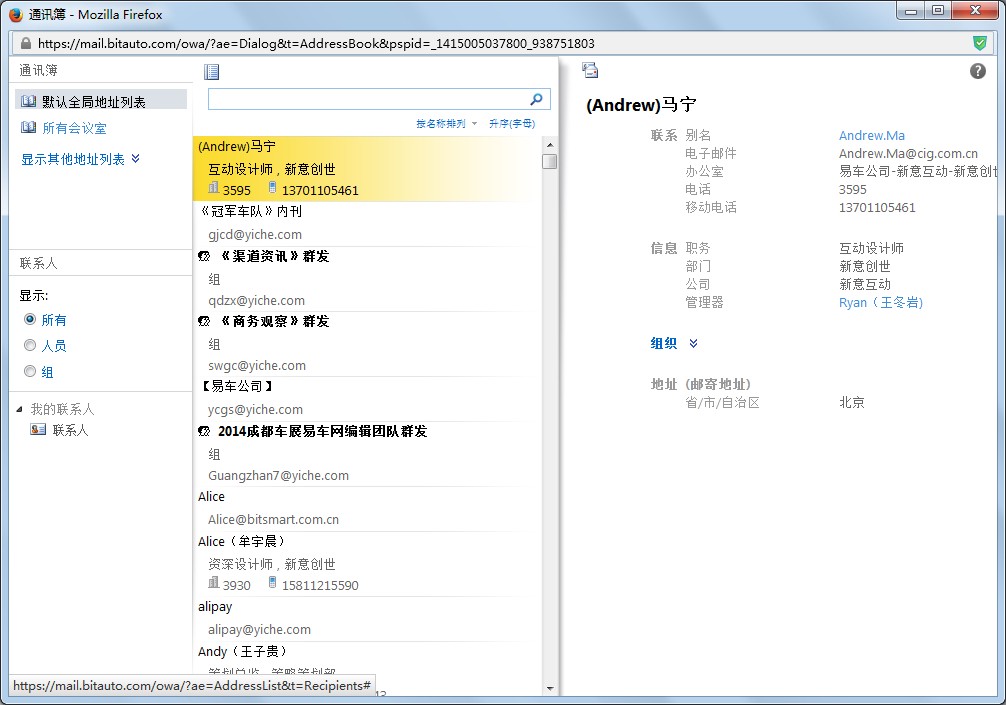 通讯簿 - Mozilla Firefox
https://mail.bitauto.com/owa/?ae=Dialog&t=AddressBook&pspid=_1415005037800_938751803
通讯簿
默认全局地址列表
所有会议室
显示其他地址列表
联系人
显示:
所有
人员
组
我的联系人
联系人
按名称排列 升序(字母)
(Andrew)马宁
互动设计师，新意创世
3595 13701105461
《冠军车队》内刊
gjcd@yiche.com
《渠道资讯》群发
组
qdzx@yiche.com
《商务观察》群发
组
swgc@yiche.com
【易车公司】
ycgs@yiche.com
2014成都车展易车网编辑团队群发
组
Guangzhan7@yiche.com
Alice
Alice@bitsmart.com.cn
Alice（牟宇晨）
资深设计师，新意创世
3930 15811215590
alipay
alipay@yiche.com
Andy（王子贵）
策划总监，策略策划部
(Andrew)马宁
联系 别名 Andrew.Ma
电子邮件 Andrew.Ma@cig.com.cn
办公室 易车公司-新意互动-新意创
电话 3595
移动电话 13701105461
信息 职务 互动设计师
部门 新意创世
公司 新意互动
管理器 Ryan（王冬岩)
组织
地址 (邮寄地址)
省/市/自治区 北京
https://mail.bitauto.com/owa/?ae=AddressList&t=Recipients#